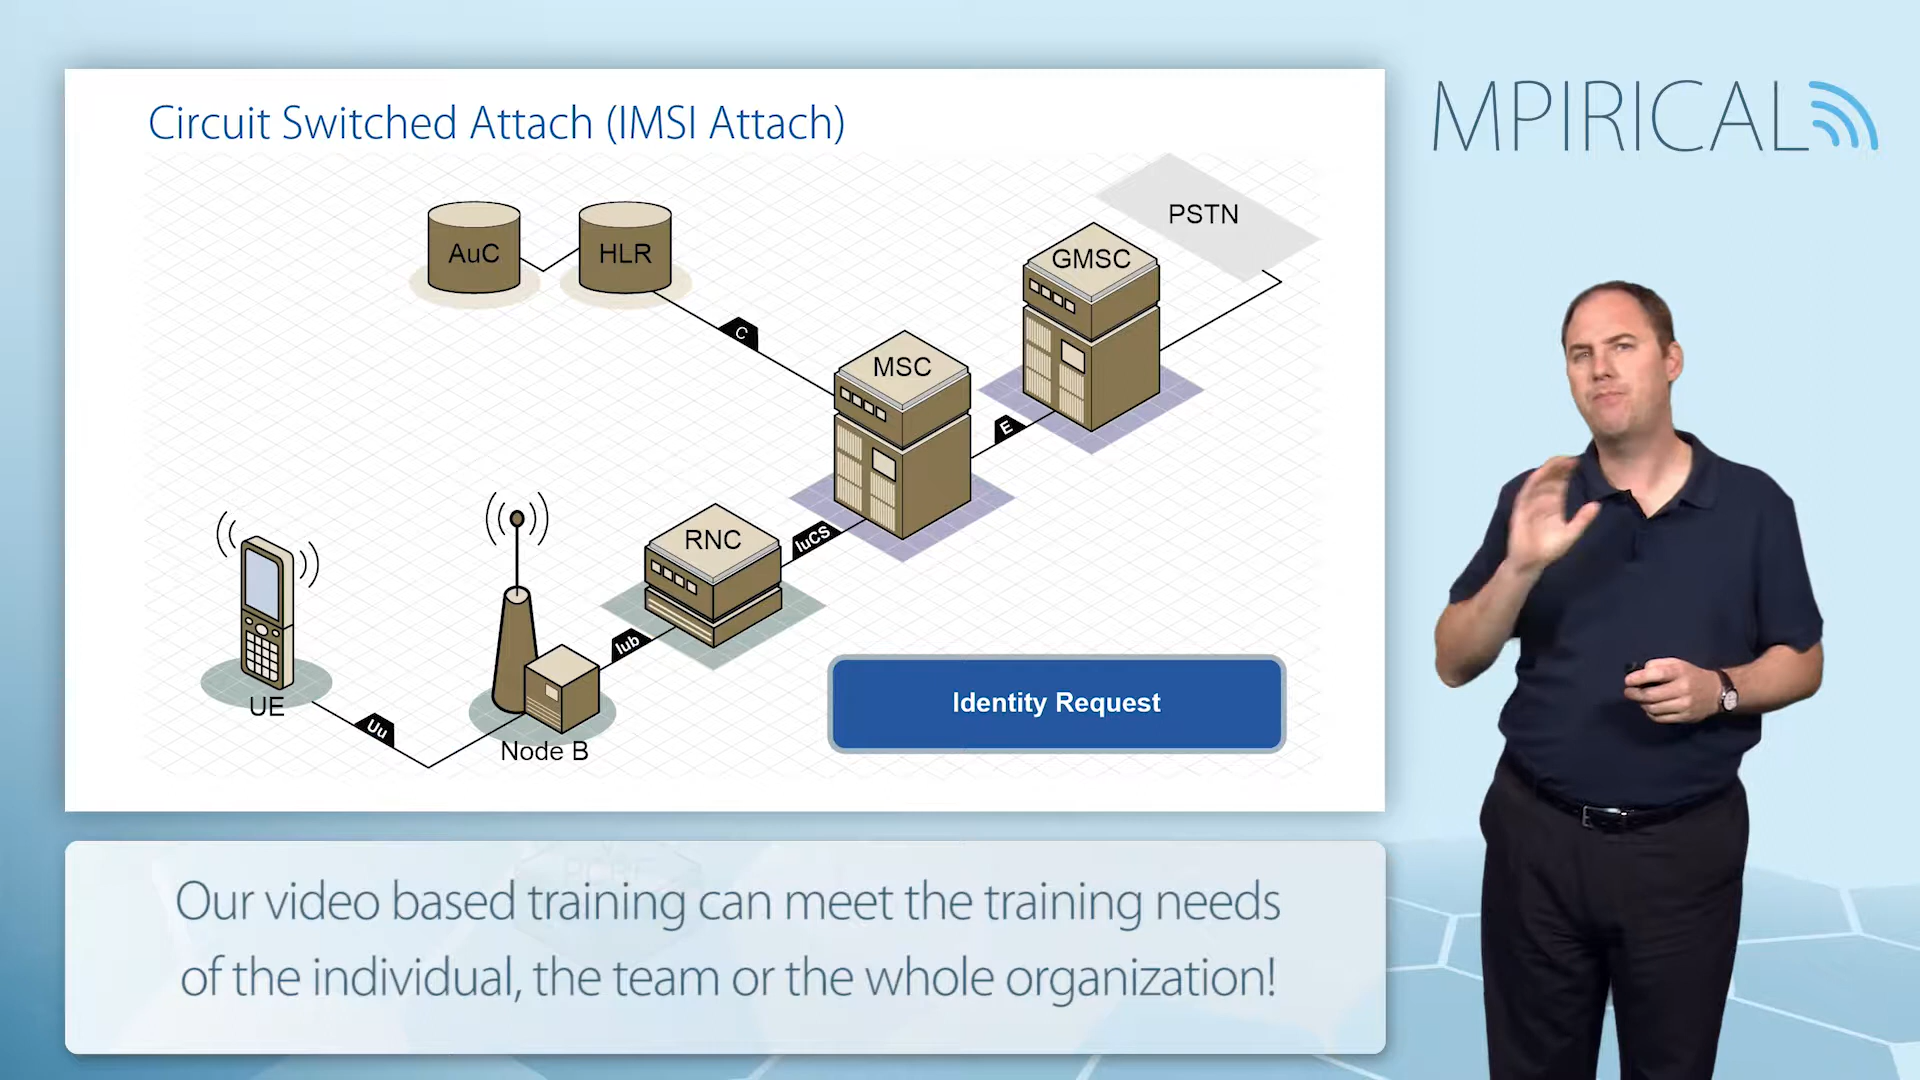 Circuit Switched Attach (IMSI Attach)
MPIRICAL
PSTN
AuC
HLR
GMSC
C
MSC
E
RNC
IuCS
Iub
UE
Uu
Node B
Identity Request
Our video based training can meet the training needs
of the individual, the team or the whole organization!